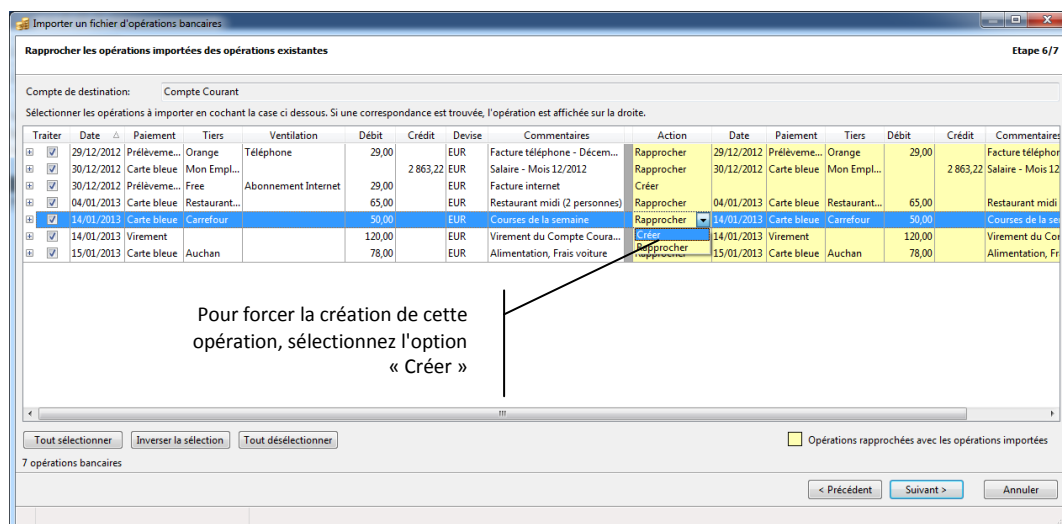 Importer un fichier d'opérations bancaires
Rapprocher les opérations importées des opérations existantes Etape 6/7
Compte de destination: Compte Courant
Sélectionner les opérations à importer en cochant la case ci dessous. Si une correspondance est trouvée, l'opération est affichée sur la droite.
Traiter Date Paiement Tiers Ventilation Débit Crédit Devise Commentaires Action Date Paiement Tiers Débit Crédit Commentaires
29/12/2012 Prélèveme... Orange Téléphone 29,00 EUR Facture téléphone - Décem... Rapprocher 29/12/2012 Prélèveme... Orange 29,00 Facture téléphor
30/12/2012 Carte bleue Mon Empl... 2 863,22 EUR Salaire - Mois 12/2012 Rapprocher 30/12/2012 Carte bleue Mon Empl... 2 863,22 Salaire - Mois 12
30/12/2012 Prélèveme... Free Abonnement Internet 29,00 EUR Facture internet Créer
04/01/2013 Carte bleue Restaurant... 65,00 EUR Restaurant midi (2 personnes) Rapprocher 04/01/2013 Carte bleue Restaurant... 65,00 Restaurant midi
14/01/2013 Carte bleue Carrefour 50,00 EUR Courses de la semaine Rapprocher 14/01/2013 Carte bleue Carrefour 50,00 Courses de la se
14/01/2013 Virement 120,00 EUR Virement du Compte Coura... Créer 14/01/2013 Virement 120,00 Virement du Cor
Rapprocher
15/01/2013 Carte bleue Auchan 78,00 EUR Alimentation, Frais voiture Rapprocher 15/01/2013 Carte bleue Auchan 78,00 Alimentation, Fr
Pour forcer la création de cette
opération, sélectionnez l'option
« Créer »
Tout sélectionner Inverser la sélection Tout désélectionner Opérations rapprochées avec les opérations importées
7 opérations bancaires
< Précédent Suivant > Annuler